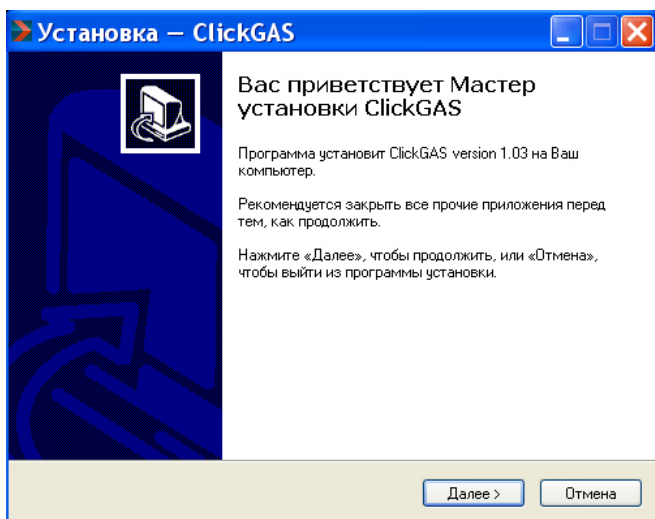 Установка — ClickGAS
Вас приветствует Мастер
установки ClickGAS
Программа установит ClickGAS version 1.03 на Ваш
компьютер.
Рекомендуется закрыть все прочие приложения перед
тем, как продолжить.
Нажмите «Далее», чтобы продолжить, или «Отмена»,
чтобы выйти из программы установки.
Далее > Отмена